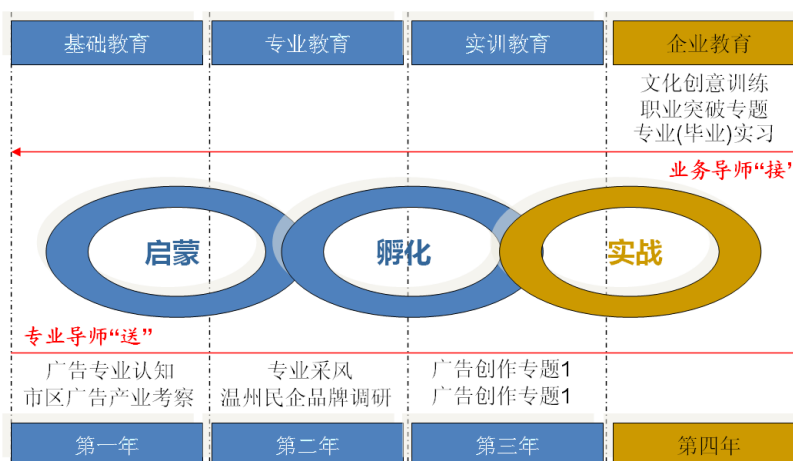 基础教育
专业教育
实训教育
企业教育
文化创意训练
职业突破专题
专业(毕业)实习
业务导师“接”
启蒙
孵化
实战
专业导师“送”
广告专业认知
市区广告产业考察
专业采风
温州民企品牌调研
广告创作专题1
广告创作专题1
第一年
第二年
第三年
第四年